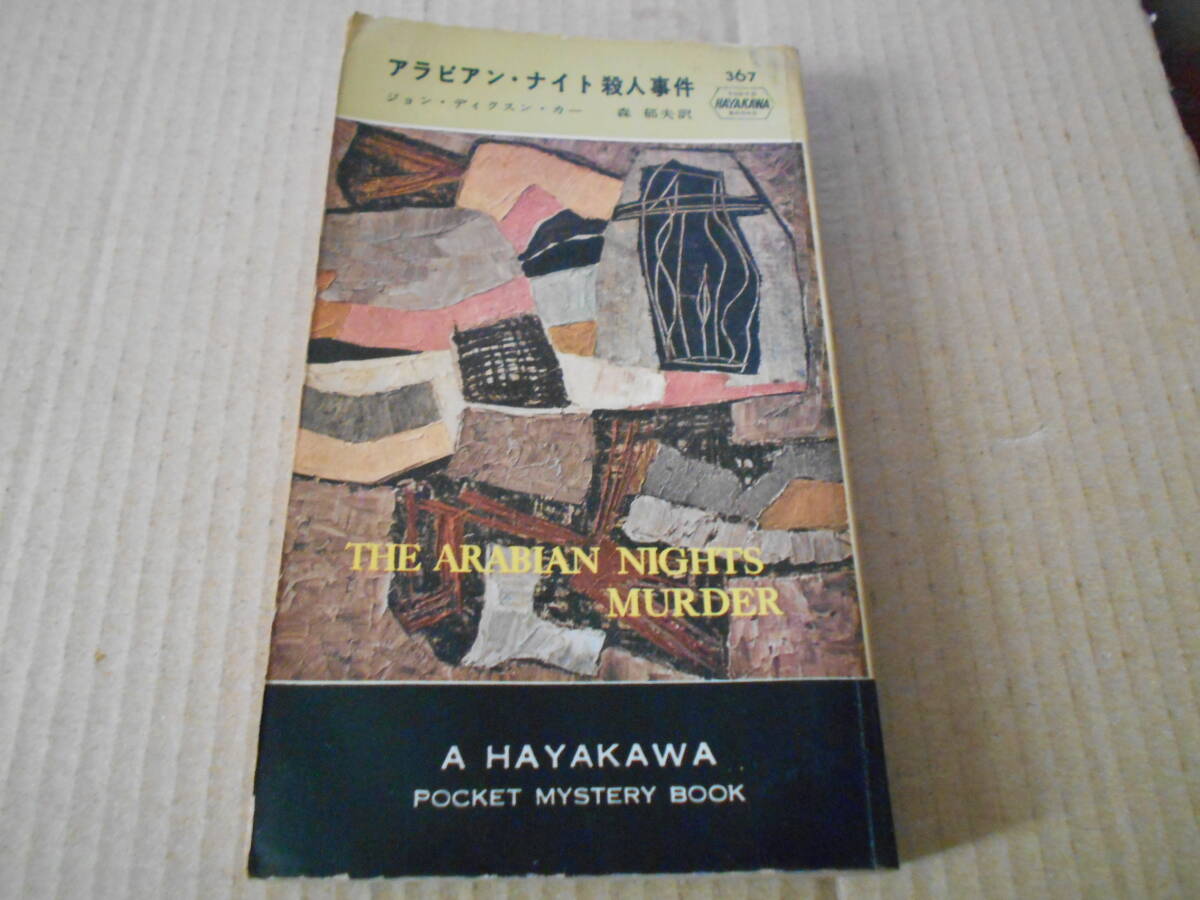 アラビアン・ナイト殺人事件
367
ジョン・ディクスン・カー 森 郁夫訳
HAYAKAWA
THE ARABIAN NIGHTS
MURDER
A HAYAKAWA
POCKET MYSTERY BOOK